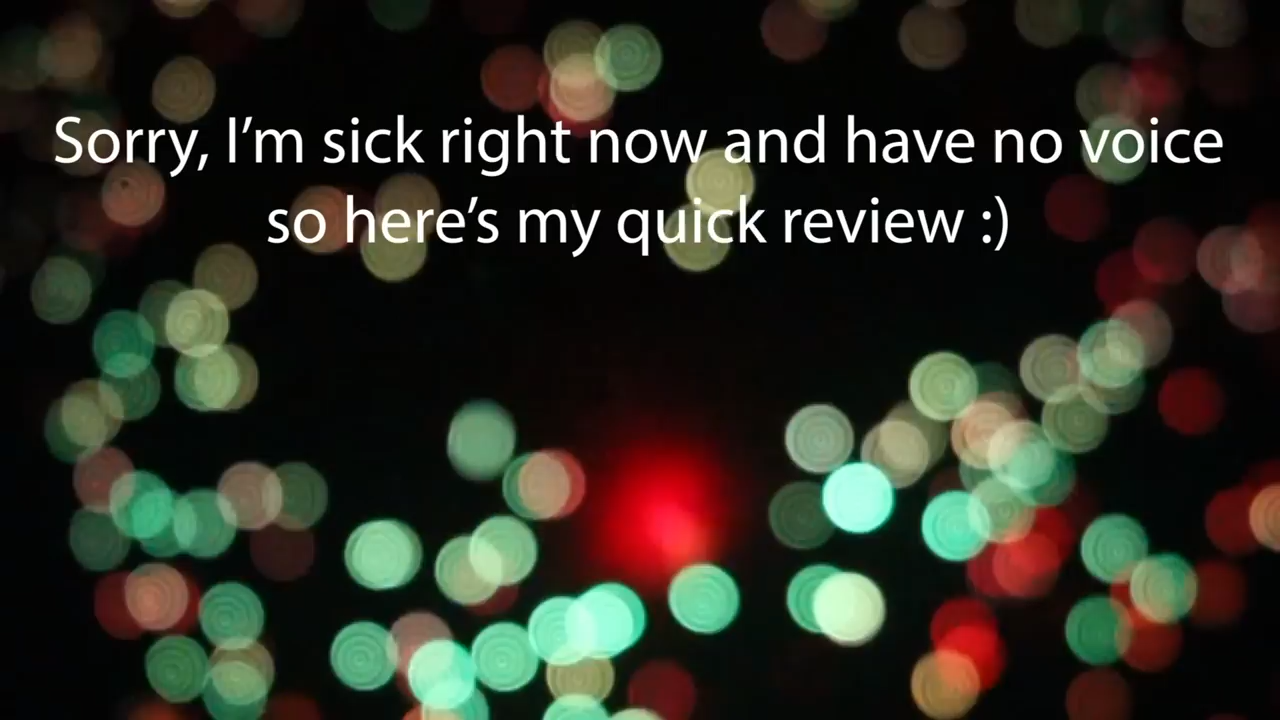 Sorry, I’m sick right now and have no voice
so here’s my quick review :)